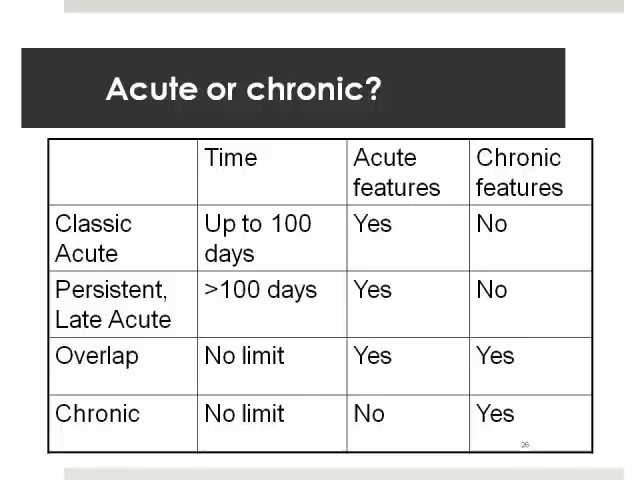 Acute or chronic?
Time
Acute
features
Chronic
features
Classic
Acute
Up to 100
days
Yes
No
Persistent,
Late Acute
>100 days
Yes
No
Overlap
No limit
Yes
Yes
Chronic
No limit
No
Yes
26